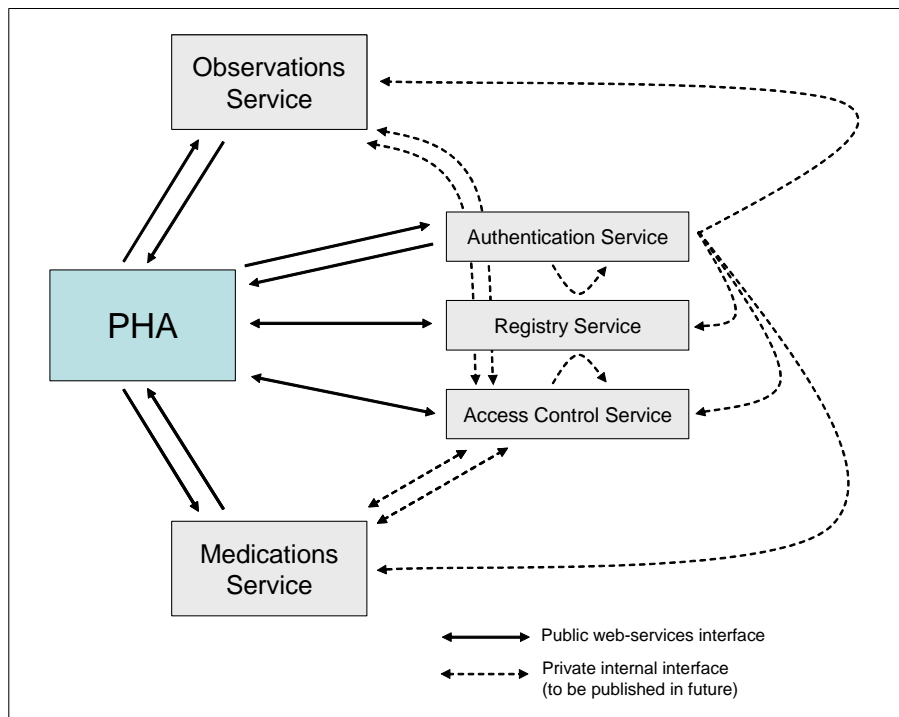 Observations
Service
Authentication Service
PHA
Registry Service
Access Control Service
Medications
Service
Public web-services interface
Private internal interface
(to be published in future)